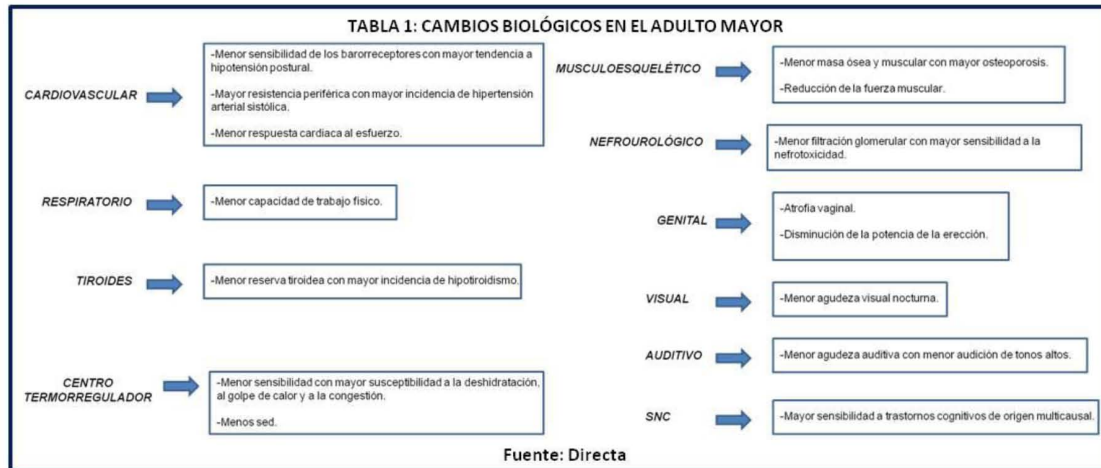 TABLA 1: CAMBIOS BIOLÓGICOS EN EL ADULTO MAYOR
CARDIOVASCULAR
-Menor sensibilidad de los barorreceptores con mayor tendencia a
hipotensión postural.
-Mayor resistencia periférica con mayor incidencia de hipertensión
arterial sistólica.
-Menor respuesta cardiaca al esfuerzo.
RESPIRATORIO
-Menor capacidad de trabajo físico.
TIROIDES
-Menor reserva tiroidea con mayor incidencia de hipotiroidismo.
CENTRO
TERMORREGULADOR
-Menor sensibilidad con mayor susceptibilidad a la deshidratación,
al golpe de calor y a la congestión.
-Menos sed.
MUSCULOESQUELÉTICO
-Menor masa ósea y muscular con mayor osteoporosis.
-Reducción de la fuerza muscular.
NEFROUROLÓGICO
-Menor filtración glomerular con mayor sensibilidad a la
nefrotoxicidad.
GENITAL
-Atrofia vaginal.
-Disminución de la potencia de la erección.
VISUAL
-Menor agudeza visual nocturna.
AUDITIVO
-Menor agudeza auditiva con menor audición de tonos altos.
SNC
-Mayor sensibilidad a trastornos cognitivos de origen multicausal.
Fuente: Directa